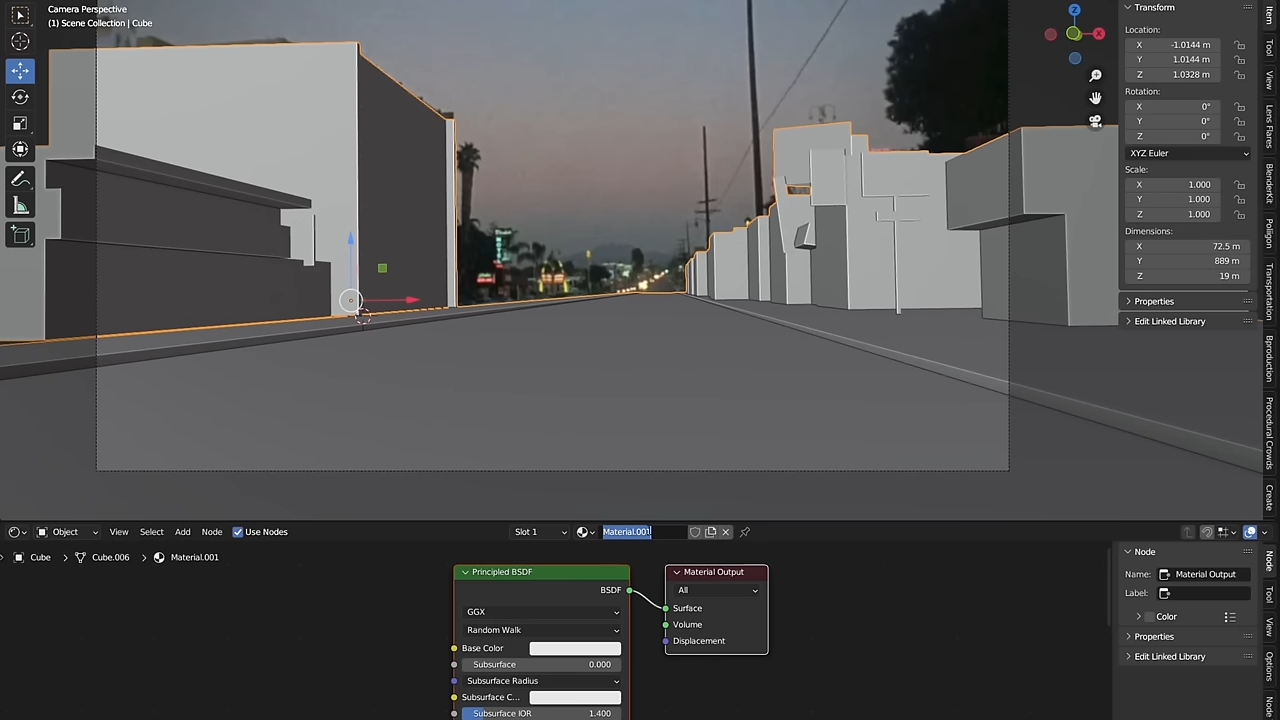 Camera Perspective
(1) Scene Collection | Cube
Z
X
Transform
Location:
X -1.0144 m
Y 1.0144 m
Z 1.0328 m
Rotation:
X 0°
Y 0°
Z 0°
XYZ Euler
Scale:
X 1.000
Y 1.000
Z 1.000
Dimensions:
X 72.5 m
Y 889 m
Z 19 m
Properties
Edit Linked Library
Item
Tool
View
Lens Flares
BlenderKit
Poliigon
Transportation
Bproduction
Procedural Crowds
Create
Object View Select Add Node Use Nodes Slot 1 Material.001
Cube > Cube.006 > Material.001
Principled BSDF
BSDF
GGX
Random Walk
Base Color
Subsurface 0.000
Subsurface Radius
Subsurface C...
Subsurface IOR 1.400
Material Output
All
Surface
Volume
Displacement
Node
Name: Material Output
Label:
Color
Properties
Edit Linked Library
Node
Tool
View
Options
Node